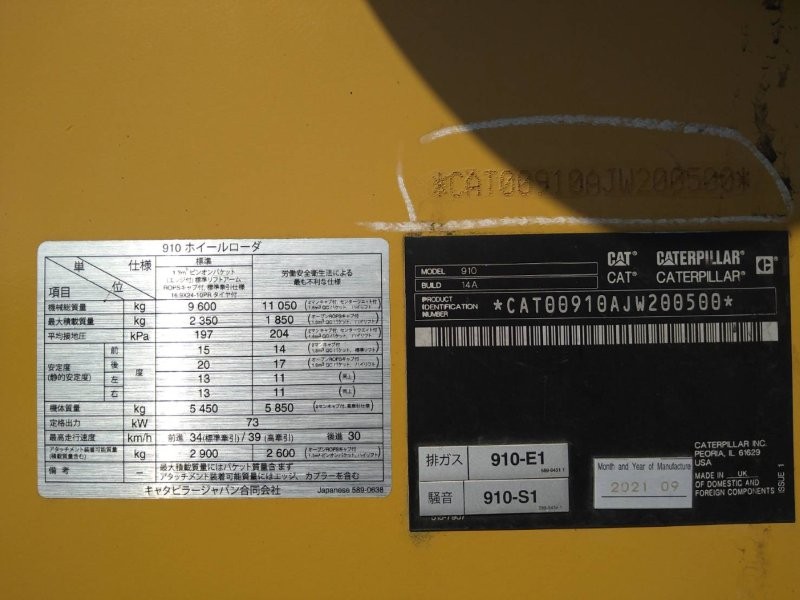 *CAT00910AJW200500*
910 ホイールローダ
単 位 仕様 項目
標準
労働安全衛生法による
最も不利な仕様
機械総質量 kg 9 600 11 050
最大積載質量 kg 2 350 1 850
平均接地圧 kPa 197 204
安定度 (静的安定度) 度
前 15 14
後 20 17
左 13 11
右 13 11
機体質量 kg 5 450 5 850
定格出力 kW 73
最高走行速度 km/h 前進 34(標準牽引)/ 39 (高牽引) 後進 30
アタッチメント装着可能質量 (積載質量含む) kg 2 900 2 600
備 考 — 最大積載質量にはバケット質量含まず
アタッチメント装着可能質量にはエッジ、カプラーを含む
キャタピラージャパン合同会社 Japanese 589-0638
CAT® CATERPILLAR®
CAT® CATERPILLAR®
MODEL 910
BUILD 14A
PRODUCT IDENTIFICATION NUMBER *CAT00910AJW200500*
排ガス 910-E1
騒音 910-S1
Month and Year of Manufacture
2021 09
CATERPILLAR INC.
PEORIA, IL 61629
USA
MADE IN UK
OF DOMESTIC AND
FOREIGN COMPONENTS
ISSUE 1